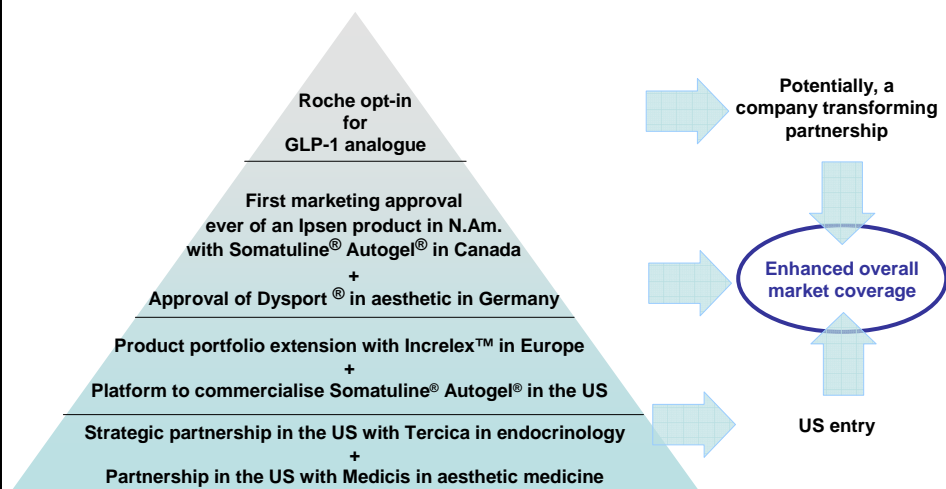 Roche opt-in
for
GLP-1 analogue
First marketing approval
ever of an Ipsen product in N.Am.
with Somatuline® Autogel® in Canada
+
Approval of Dysport ® in aesthetic in Germany
Product portfolio extension with Increlex™ in Europe
+
Platform to commercialise Somatuline® Autogel® in the US
Strategic partnership in the US with Tercica in endocrinology
+
Partnership in the US with Medicis in aesthetic medicine
Potentially, a
company transforming
partnership
Enhanced overall
market coverage
US entry